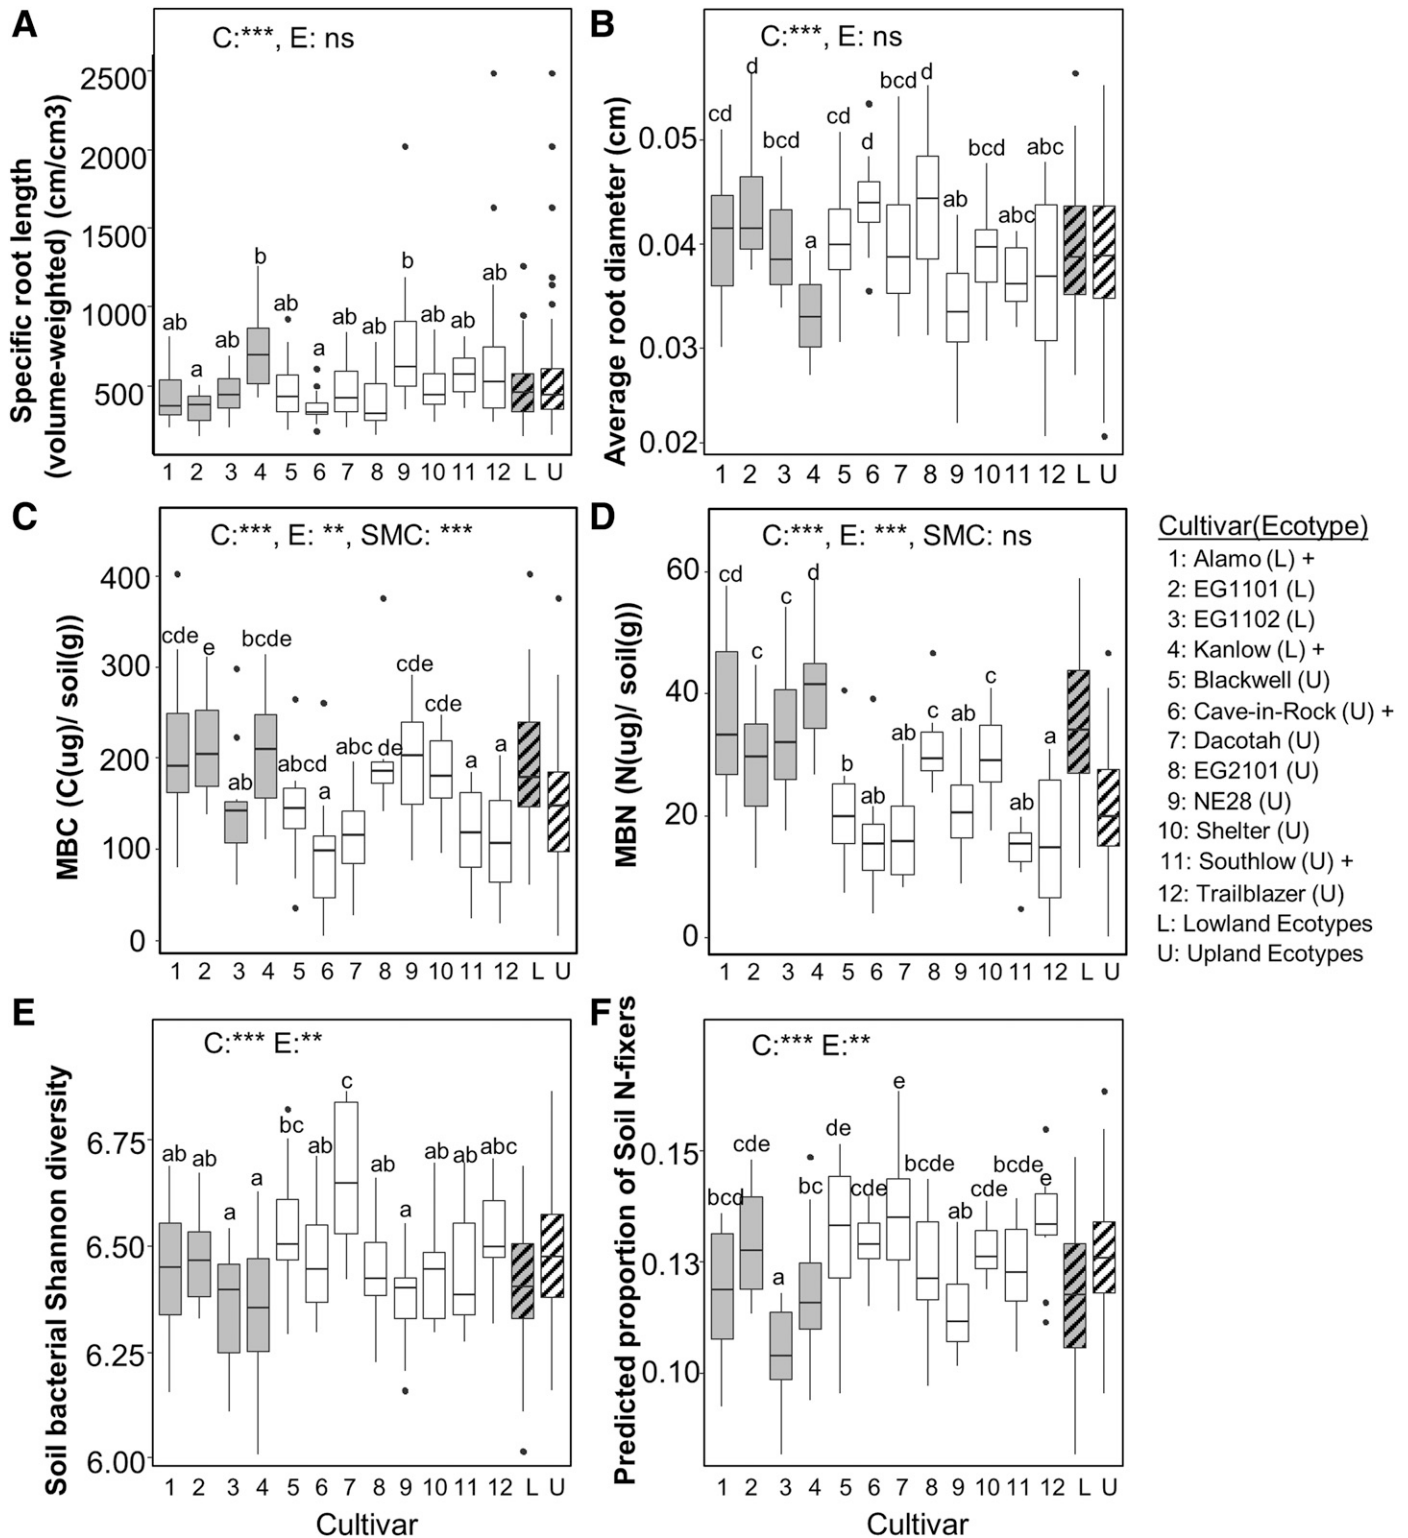 A
C:***, E: ns
Specific root length
(volume-weighted) (cm/cm3)
2500
2000
1500
1000
500
ab
a
ab
b
ab
a
ab
ab
b
ab
ab
ab
1 2 3 4 5 6 7 8 9 10 11 12 L U
B
C:***, E: ns
Average root diameter (cm)
0.05
0.04
0.03
0.02
cd
d
bcd
a
cd
d
bcd
d
ab
bcd
abc
abc
1 2 3 4 5 6 7 8 9 10 11 12 L U
C
C:***, E: **, SMC: ***
MBC (C(ug)/ soil(g))
400
300
200
100
0
cde
e
ab
bcde
abcd
a
abc
de
cde
cde
a
a
1 2 3 4 5 6 7 8 9 10 11 12 L U
D
C:***, E: ***, SMC: ns
MBN (N(ug)/ soil(g))
60
40
20
0
cd
c
c
d
b
ab
ab
c
ab
c
ab
a
1 2 3 4 5 6 7 8 9 10 11 12 L U
Cultivar(Ecotype)
1: Alamo (L) +
2: EG1101 (L)
3: EG1102 (L)
4: Kanlow (L) +
5: Blackwell (U)
6: Cave-in-Rock (U) +
7: Dacotah (U)
8: EG2101 (U)
9: NE28 (U)
10: Shelter (U)
11: Southlow (U) +
12: Trailblazer (U)
L: Lowland Ecotypes
U: Upland Ecotypes
E
C:*** E:**
Soil bacterial Shannon diversity
6.75
6.50
6.25
6.00
ab
ab
a
a
bc
ab
c
ab
a
ab
ab
abc
1 2 3 4 5 6 7 8 9 10 11 12 L U
Cultivar
F
C:*** E:**
Predicted proportion of Soil N-fixers
0.15
0.13
0.10
bcd
cde
a
bc
de
cde
e
bcde
ab
cde
bcde
e
1 2 3 4 5 6 7 8 9 10 11 12 L U
Cultivar